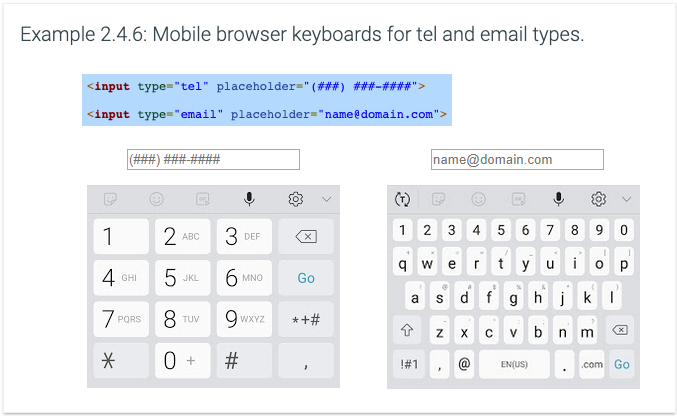 Example 2.4.6: Mobile browser keyboards for tel and email types.
<input type="tel" placeholder="(###) ###-####">
<input type="email" placeholder="name@domain.com">
(###) ###-####
name@domain.com
1 2 ABC 3 DEF
4 GHI 5 JKL 6 MNO Go
7 PQRS 8 TUV 9 WXYZ *+#
* 0 + # ,
1 2 3 4 5 6 7 8 9 0
q w e r t y u i o p
a s d f g h j k l
z x c v b n m
!#1 , @ EN(US) . .com Go